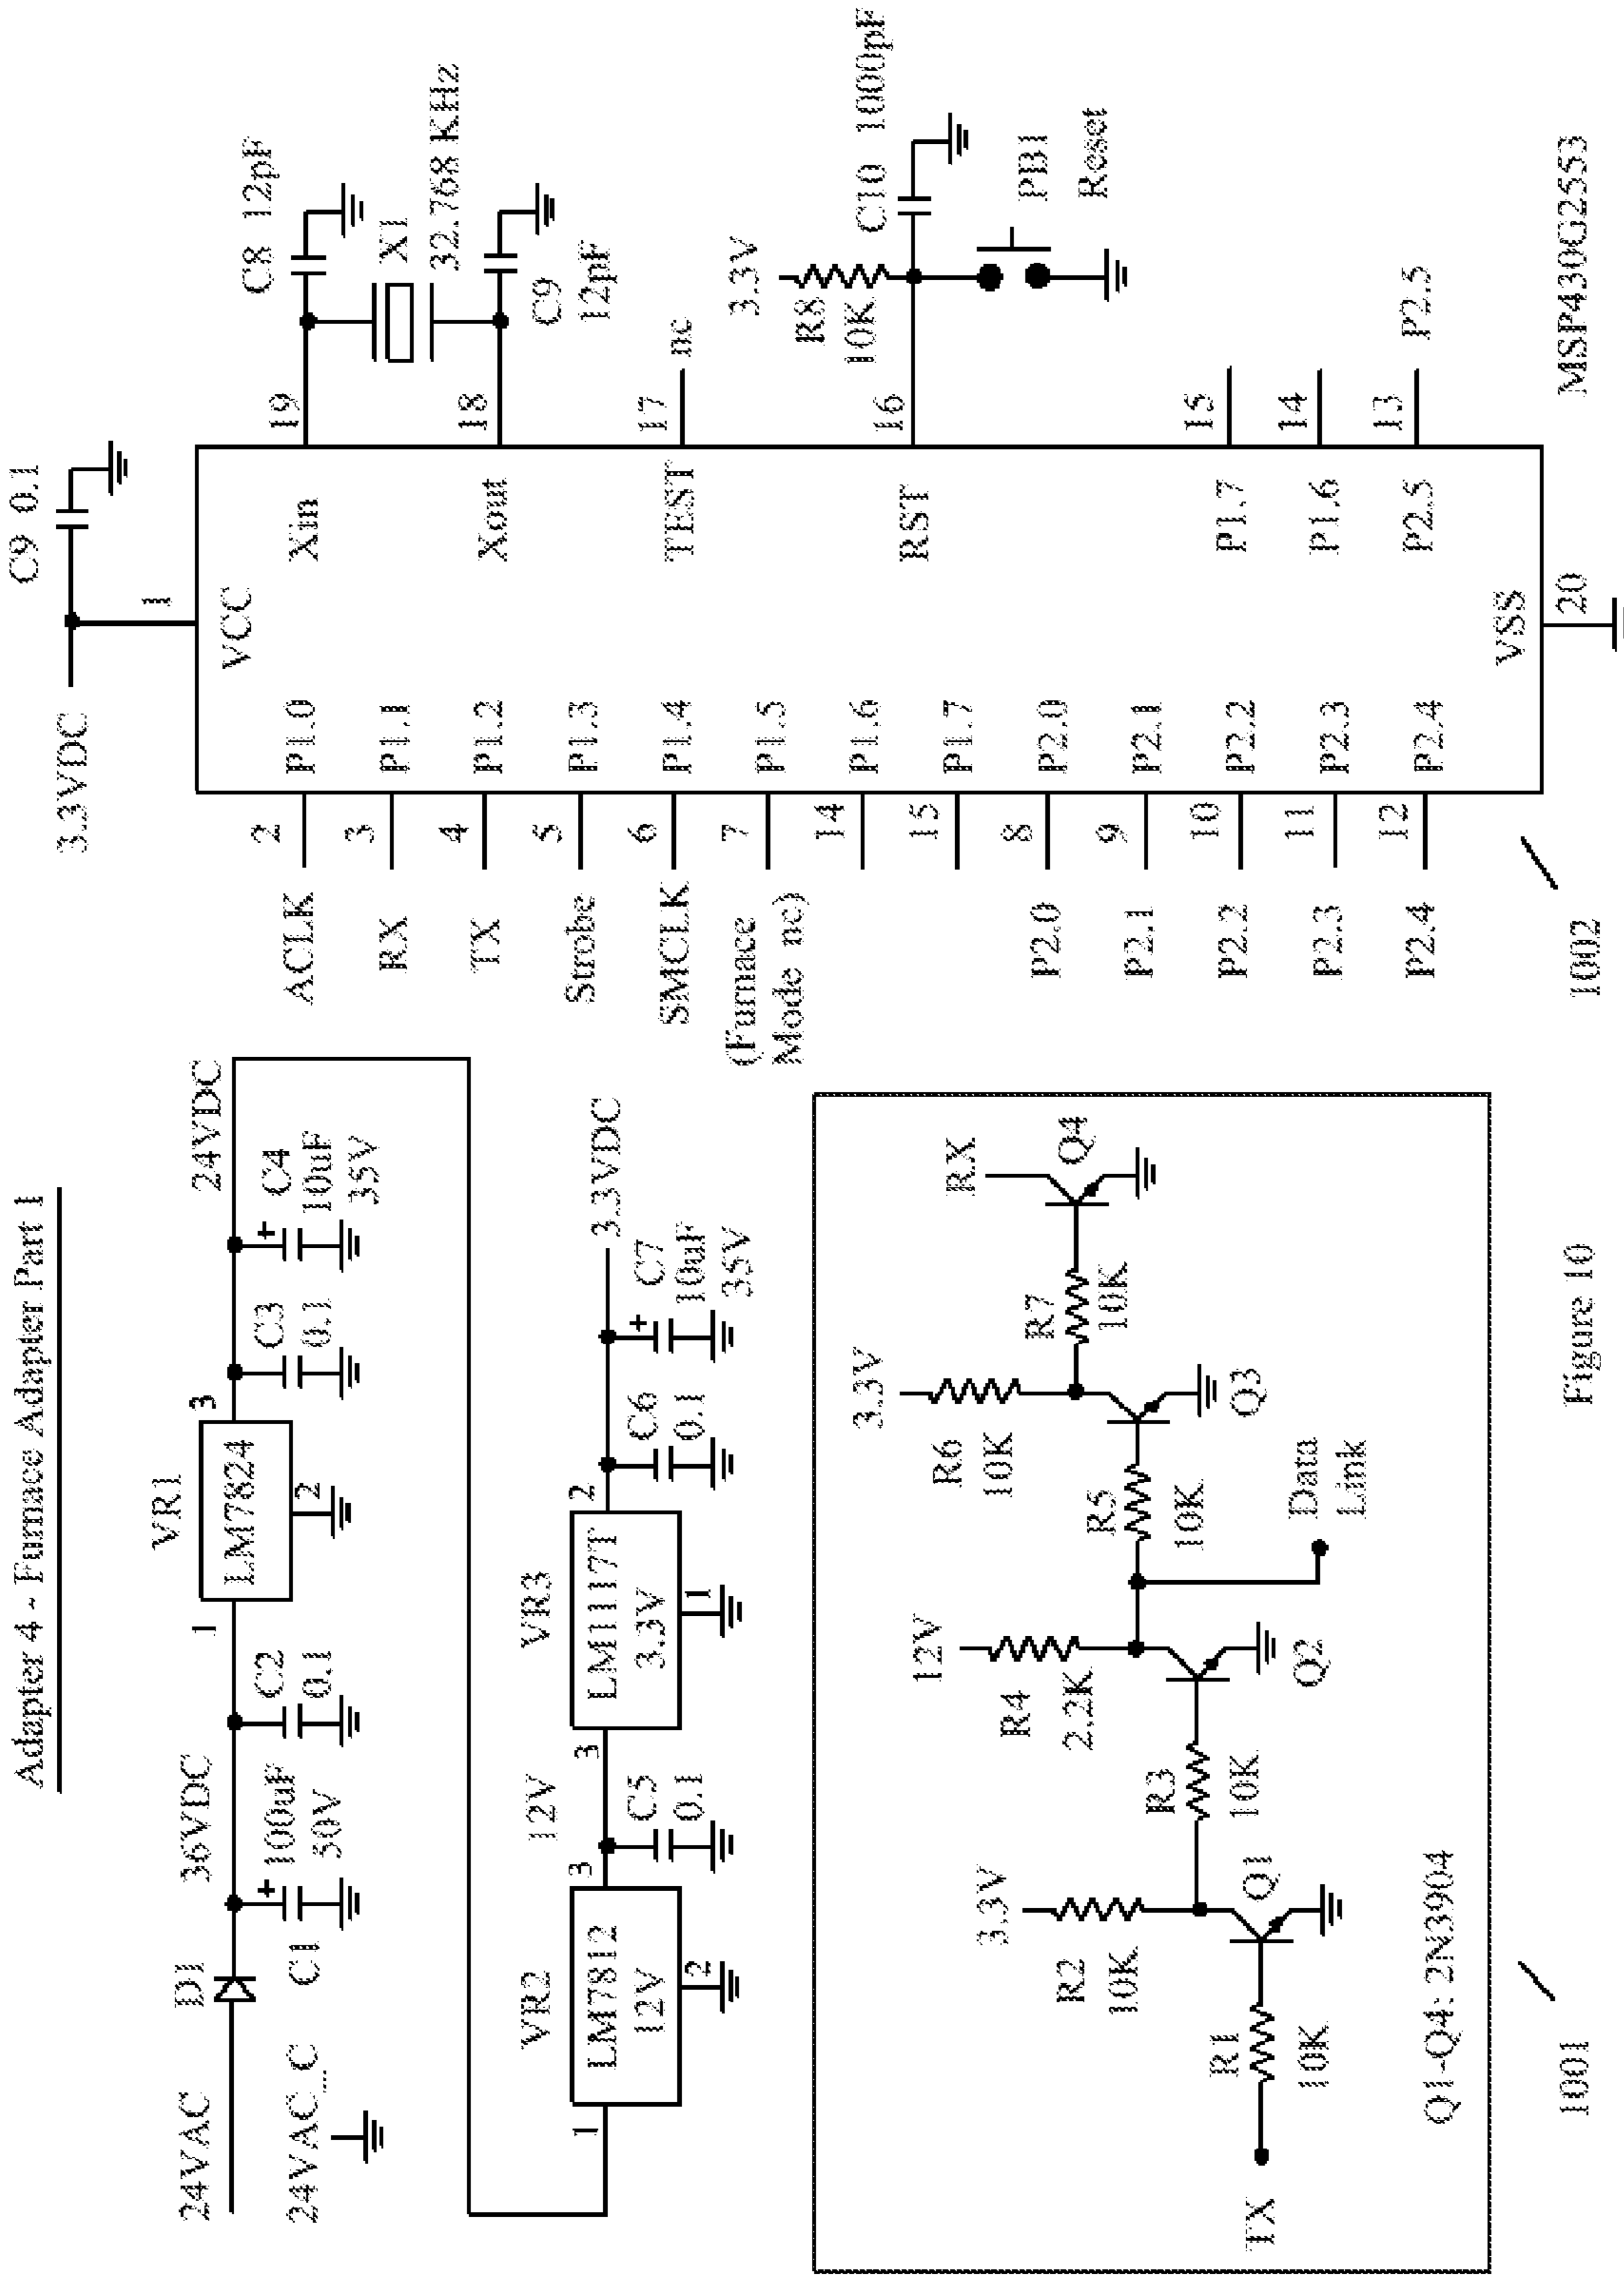 Adapter 4 - Furnace Adapter Part 1
24VAC
D1
36VDC
24VAC_C
C1
100uF
50V
+
C2
0.1
VR1
1
LM7824
2
3
C3
0.1
24VDC
+
C4
10uF
35V
VR2
1
LM7812
12V
2
3
12V
C5
0.1
VR3
3
LM1117T
3.3V
1
2
C6
0.1
3.3VDC
+
C7
10uF
35V
TX
R1
10K
3.3V
R2
10K
Q1
R3
10K
12V
R4
2.2K
Q2
R5
10K
Data
Link
3.3V
R6
10K
Q3
R7
10K
RX
Q4
Q1-Q4: 2N3904
1001
3.3VDC
C9 0.1
1
VCC
ACLK
2
P1.0
RX
3
P1.1
TX
4
P1.2
Strobe
5
P1.3
SMCLK
6
P1.4
(Furnace
Mode nc)
7
P1.5
14
P1.6
15
P1.7
P2.0
8
P2.0
P2.1
9
P2.1
P2.2
10
P2.2
P2.3
11
P2.3
P2.4
12
P2.4
Xin
19
C8 12pF
X1
32.768 KHz
Xout
18
C9
12pF
TEST
17
nc
3.3V
R8
10K
RST
16
C10 1000pF
PB1
Reset
P1.7
15
P1.6
14
P2.5
13
P2.5
VSS
20
1002
MSP430G2553
Figure 10